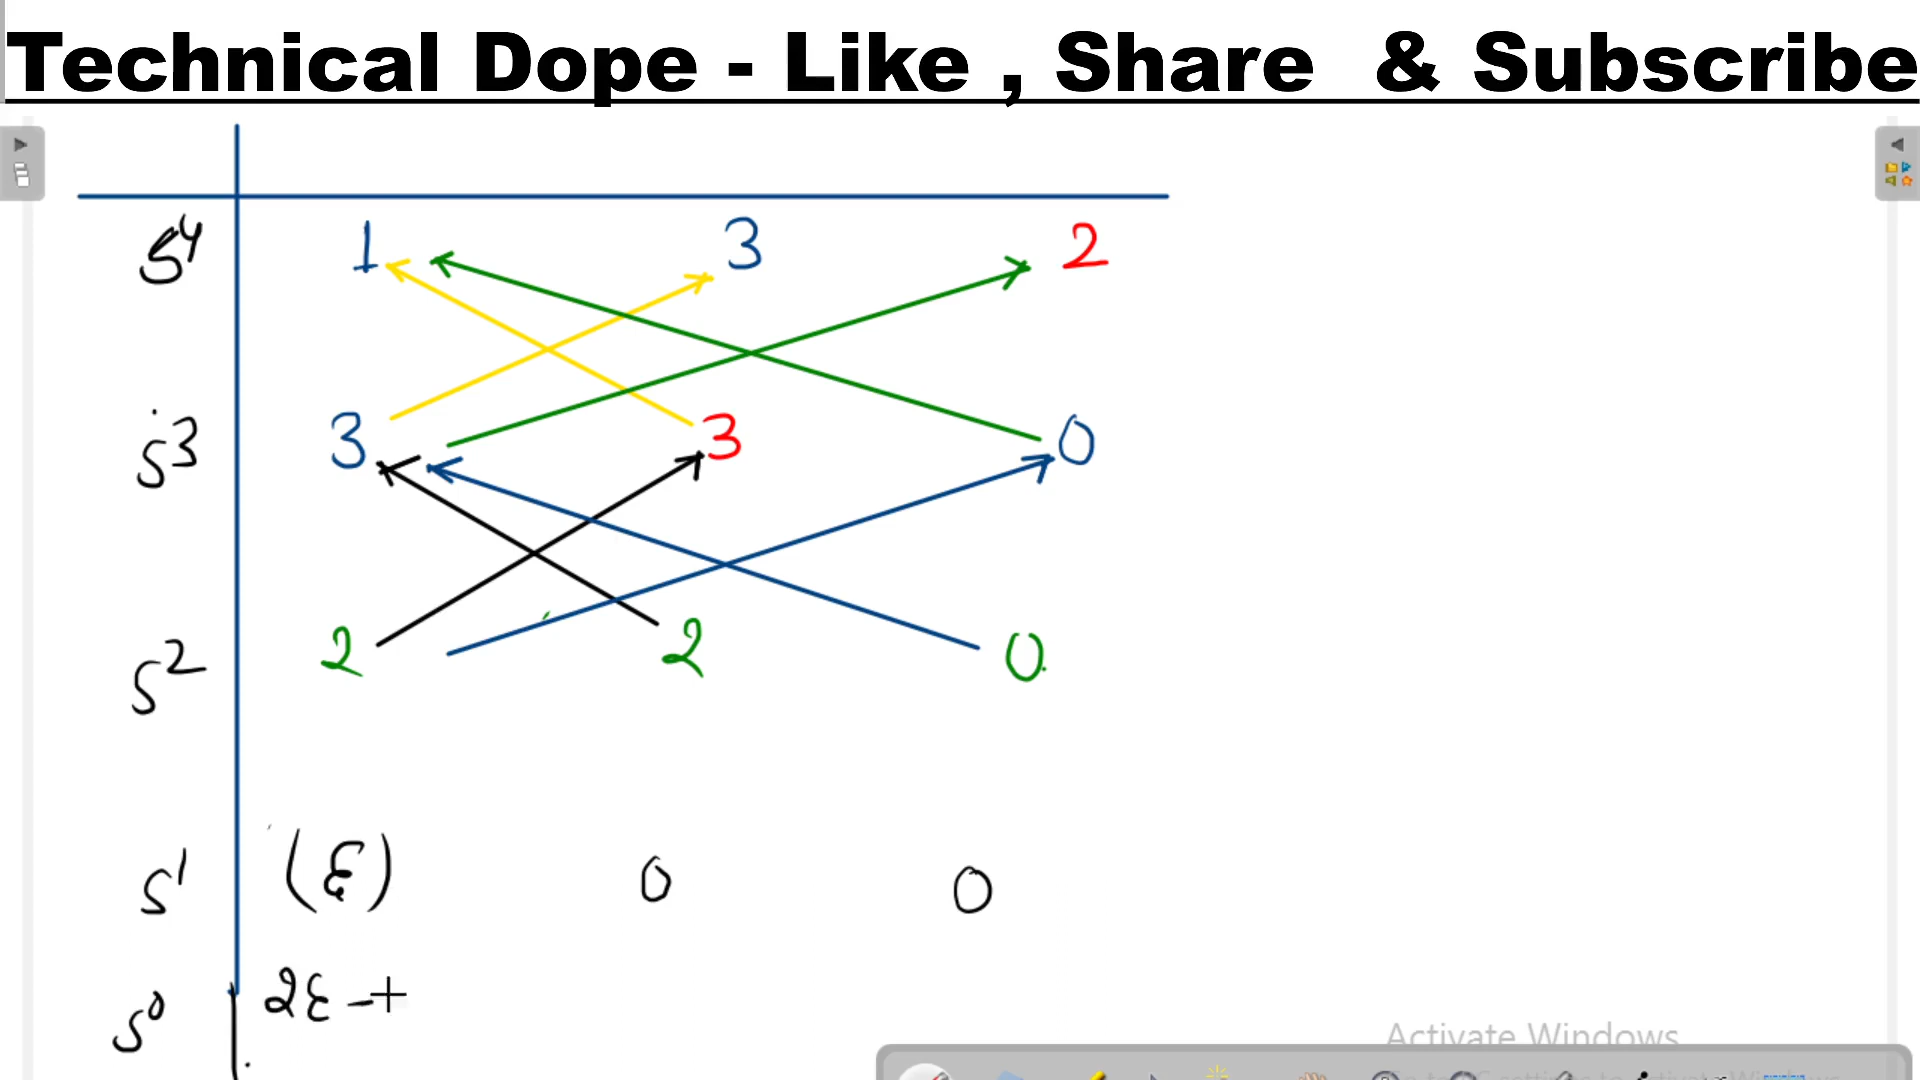 Technical Dope - Like , Share & Subscribe
S⁴ 1 3 2
S³ 3 3 0
S² 2 2 0
S¹ (ε) 0 0
S⁰ 2ε -
Activate Windows